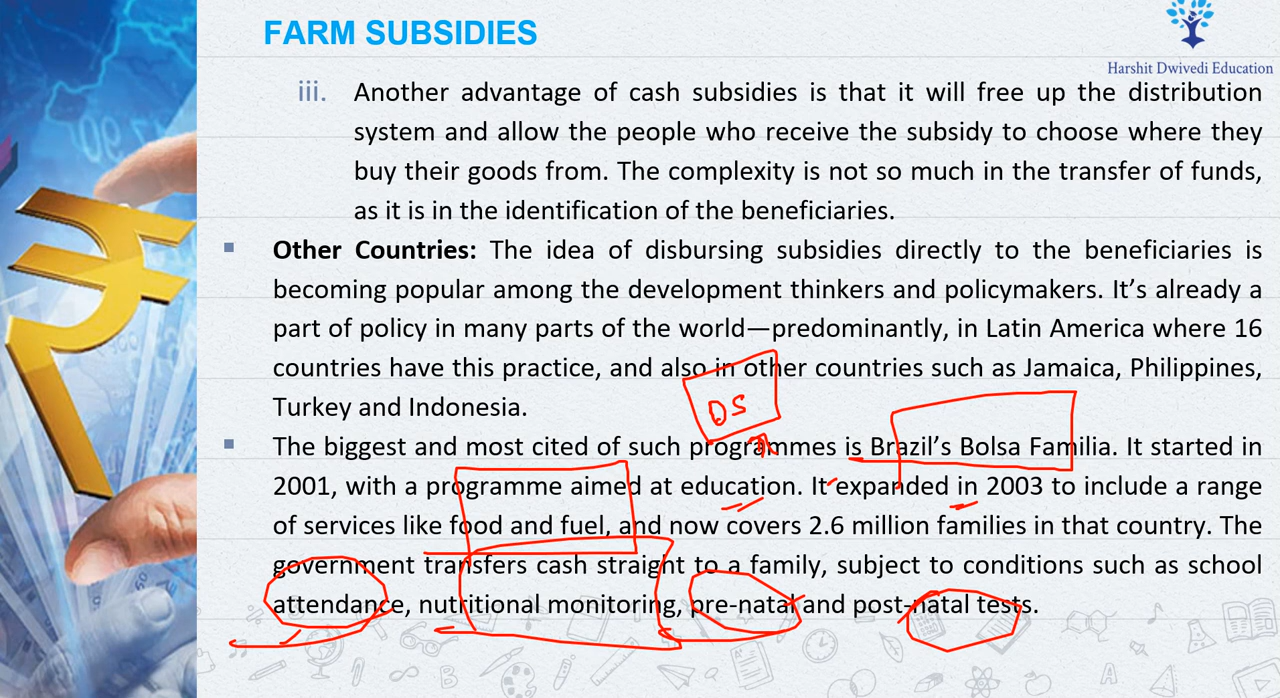 FARM SUBSIDIES
Harshit Dwivedi Education
iii. Another advantage of cash subsidies is that it will free up the distribution
system and allow the people who receive the subsidy to choose where they
buy their goods from. The complexity is not so much in the transfer of funds,
as it is in the identification of the beneficiaries.
▪ Other Countries: The idea of disbursing subsidies directly to the beneficiaries is
becoming popular among the development thinkers and policymakers. It’s already a
part of policy in many parts of the world—predominantly, in Latin America where 16
countries have this practice, and also in other countries such as Jamaica, Philippines,
Turkey and Indonesia.
DS
▪ The biggest and most cited of such programmes is Brazil’s Bolsa Familia. It started in
2001, with a programme aimed at education. It expanded in 2003 to include a range
of services like food and fuel, and now covers 2.6 million families in that country. The
government transfers cash straight to a family, subject to conditions such as school
attendance, nutritional monitoring, pre-natal and post-natal tests.